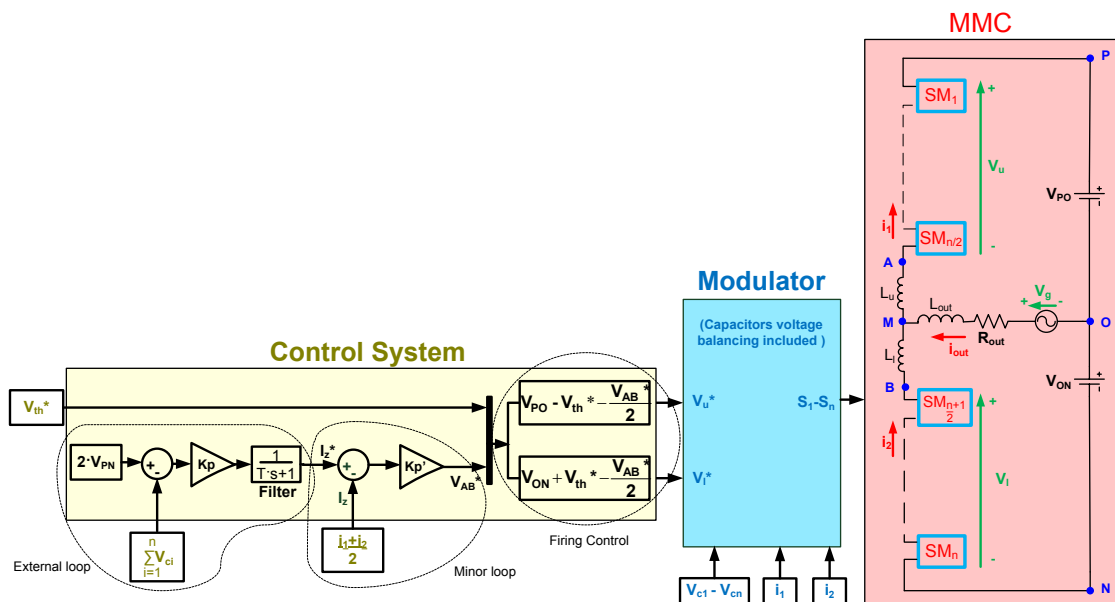 MMC
P
SM1
+
Vu
VPO
+
-
i1
SMn/2
-
A
Lu
Lout
+ Vg -
M
O
iout
Rout
Ll
VON
+
-
B
SMn+1
2
+
i2
Vl
SMn
-
N
Modulator
(Capacitors voltage
balancing included )
Vu*
S1-Sn
Vl*
Vc1 - Vcn
i1
i2
Control System
Vth*
VPO - Vth* - VAB*
2
VON + Vth* - VAB*
2
2·VPN
+
-
Kp
1
T·s+1
Filter
Iz*
+
-
Iz
Kp'
VAB*
n
∑Vci
i=1
i1+i2
2
External loop
Minor loop
Firing Control